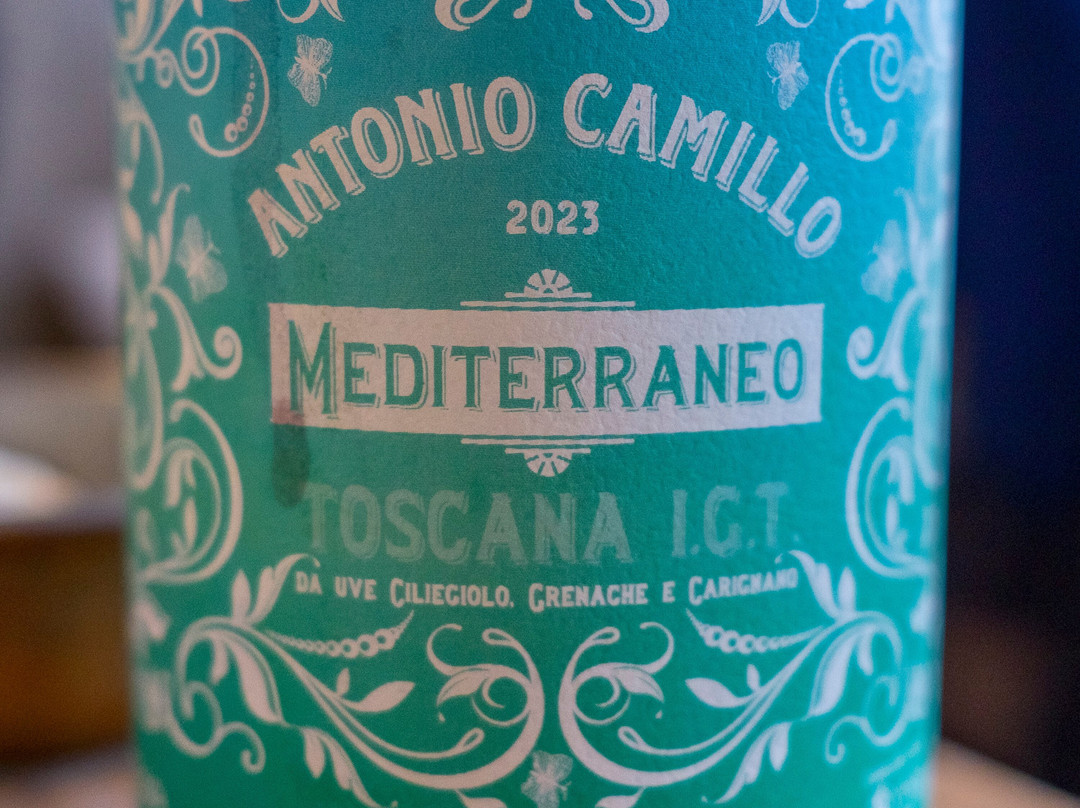 ANTONIO CAMILLO
2023
MEDITERRANEO
TOSCANA I.G.T.
DA UVE CILIEGIOLO, GRENACHE E CARIGNANO